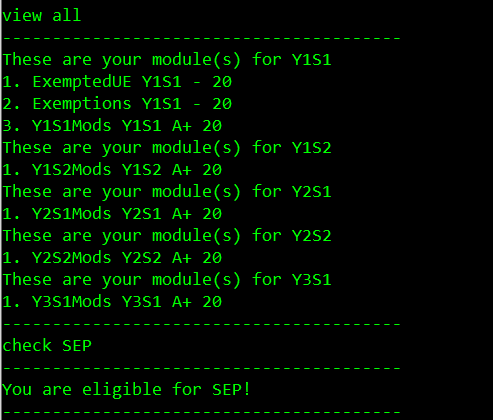 view all
----------------------------------------
These are your module(s) for Y1S1
1. ExemptedUE Y1S1 - 20
2. Exemptions Y1S1 - 20
3. Y1S1Mods Y1S1 A+ 20
These are your module(s) for Y1S2
1. Y1S2Mods Y1S2 A+ 20
These are your module(s) for Y2S1
1. Y2S1Mods Y2S1 A+ 20
These are your module(s) for Y2S2
1. Y2S2Mods Y2S2 A+ 20
These are your module(s) for Y3S1
1. Y3S1Mods Y3S1 A+ 20
----------------------------------------
check SEP
----------------------------------------
You are eligible for SEP!
----------------------------------------